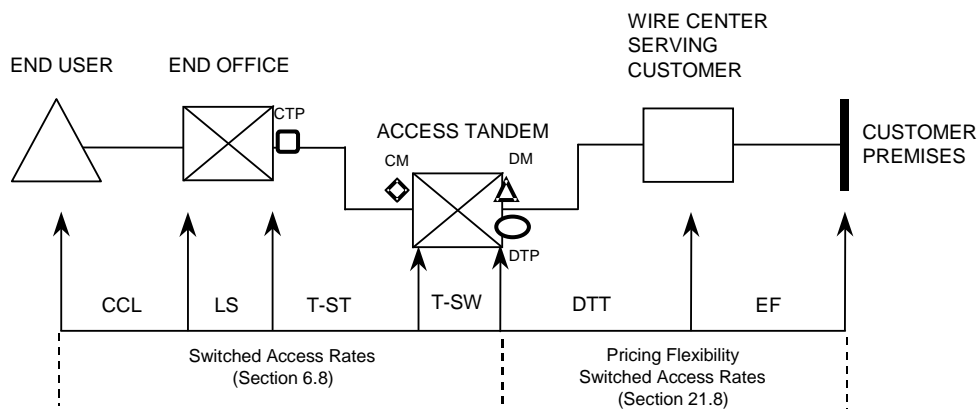 WIRE CENTER
SERVING
CUSTOMER
END USER
END OFFICE
CTP
ACCESS TANDEM
CM
DM
CUSTOMER
PREMISES
DTP
CCL
LS
T-ST
T-SW
DTT
EF
Switched Access Rates
(Section 6.8)
Pricing Flexibility
Switched Access Rates
(Section 21.8)